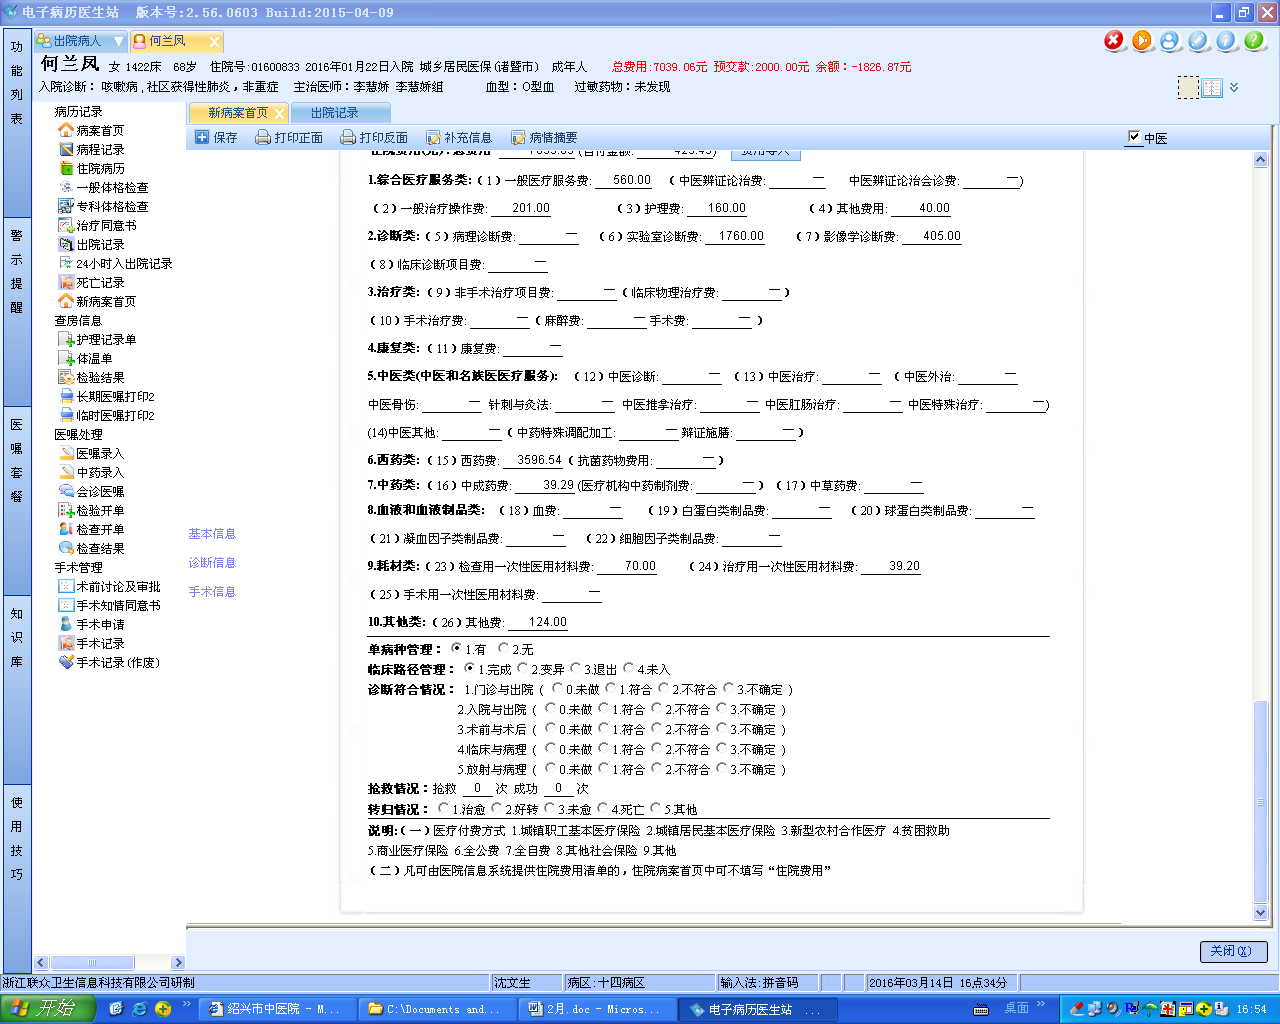 电子病历医生站 版本号:2.56.0603 Build:2015-04-09
出院病人 何兰凤
何兰凤 女 1422床 68岁 住院号:01600833 2016年01月22日入院 城乡居民医保(诸暨市) 成年人 总费用:7039.06元 预交款:2000.00元 余额:-1826.87元
入院诊断: 咳嗽病,社区获得性肺炎,非重症 主治医师:李慧娇 李慧娇组 血型:O型血 过敏药物:未发现
功能列表
警示提醒
医嘱套餐
知识库
使用技巧
病历记录
病案首页
病程记录
住院病历
一般体格检查
专科体格检查
治疗同意书
出院记录
24小时入出院记录
死亡记录
新病案首页
查房信息
护理记录单
体温单
检验结果
长期医嘱打印2
临时医嘱打印2
医嘱处理
医嘱录入
中药录入
会诊医嘱
检验开单
检查开单
检查结果
手术管理
术前讨论及审批
手术知情同意书
手术申请
手术记录
手术记录(作废)
新病案首页 出院记录
保存 打印正面 打印反面 补充信息 病情摘要 中医
基本信息
诊断信息
手术信息
1.综合医疗服务类:(1)一般医疗服务费: 560.00 (中医辨证论治费: — 中医辨证论治会诊费: —)
(2)一般治疗操作费: 201.00 (3)护理费: 160.00 (4)其他费用: 40.00
2.诊断类:(5)病理诊断费: — (6)实验室诊断费: 1760.00 (7)影像学诊断费: 405.00
(8)临床诊断项目费: —
3.治疗类:(9)非手术治疗项目费: — (临床物理治疗费: —)
(10)手术治疗费: — (麻醉费: — 手术费: — )
4.康复类:(11)康复费: —
5.中医类(中医和名族医医疗服务): (12)中医诊断: — (13)中医治疗: — (中医外治: —
中医骨伤: — 针刺与灸法: — 中医推拿治疗: — 中医肛肠治疗: — 中医特殊治疗: —)
(14)中医其他: — (中药特殊调配加工: — 辩证施膳: —)
6.西药类:(15)西药费: 3596.54 (抗菌药物费用: —)
7.中药类:(16)中成药费: 39.29 (医疗机构中药制剂费: —) (17)中草药费: —
8.血液和血液制品类: (18)血费: — (19)白蛋白类制品费: — (20)球蛋白类制品费: —
(21)凝血因子类制品费: — (22)细胞因子类制品费: —
9.耗材类:(23)检查用一次性医用材料费: 70.00 (24)治疗用一次性医用材料费: 39.20
(25)手术用一次性医用材料费: —
10.其他类:(26)其他费: 124.00
单病种管理: 1.有 2.无
临床路径管理: 1.完成 2.变异 3.退出 4.未入
诊断符合情况: 1.门诊与出院 ( 0.未做 1.符合 2.不符合 3.不确定 )
2.入院与出院 ( 0.未做 1.符合 2.不符合 3.不确定 )
3.术前与术后 ( 0.未做 1.符合 2.不符合 3.不确定 )
4.临床与病理 ( 0.未做 1.符合 2.不符合 3.不确定 )
5.放射与病理 ( 0.未做 1.符合 2.不符合 3.不确定 )
抢救情况:抢救 0 次 成功 0 次
转归情况: 1.治愈 2.好转 3.未愈 4.死亡 5.其他
说明:(一)医疗付费方式 1.城镇职工基本医疗保险 2.城镇居民基本医疗保险 3.新型农村合作医疗 4.贫困救助
5.商业医疗保险 6.全公费 7.全自费 8.其他社会保险 9.其他
(二)凡可由医院信息系统提供住院费用清单的,住院病案首页中可不填写“住院费用”
关闭(X)
浙江联众卫生信息科技有限公司研制 沈文生 病区:十四病区 输入法:拼音码 2016年03月14日 16点34分
开始 绍兴市中医院 - M... C:\Documents and... 2月.doc - Micros... 电子病历医生站 ... 桌面 16:54